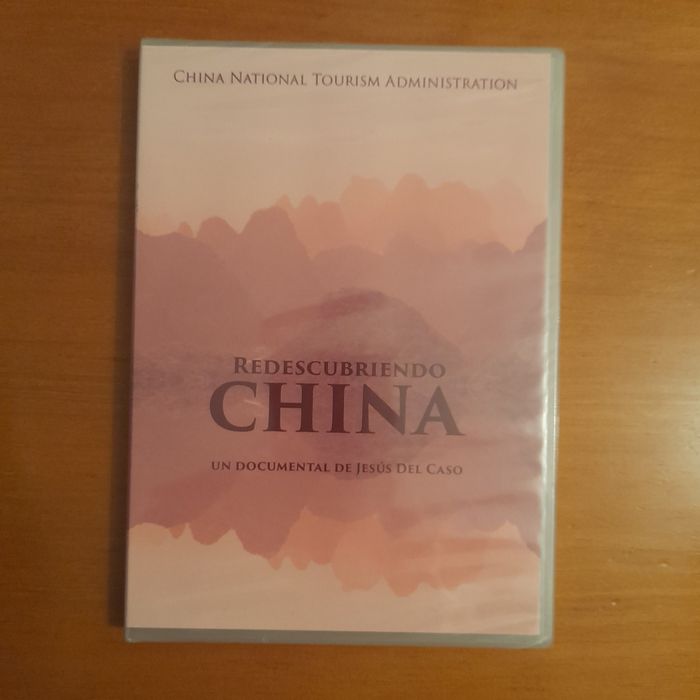 China National Tourism Administration
Redescubriendo
CHINA
un documental de Jesús Del Caso